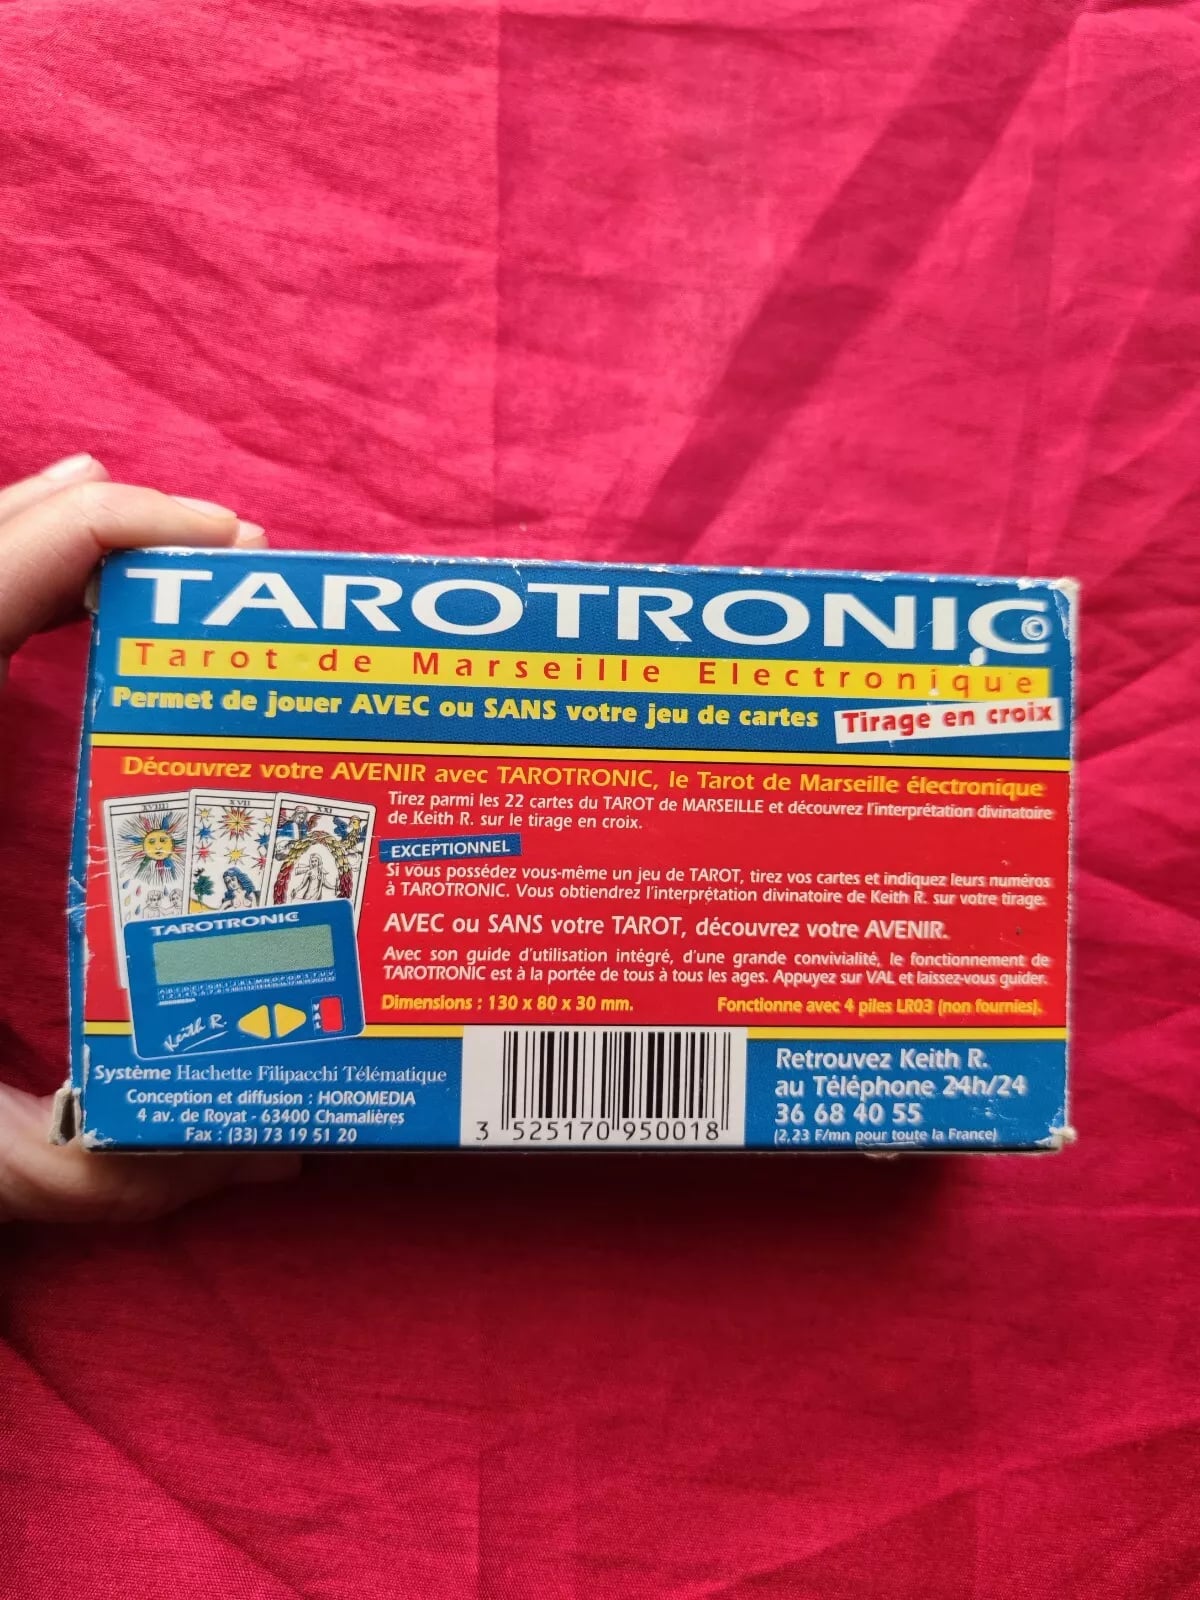 TAROTRONIC ©
Tarot de Marseille Electronique
Permet de jouer AVEC ou SANS votre jeu de cartes
Tirage en croix
Découvrez votre AVENIR avec TAROTRONIC, le Tarot de Marseille électronique
XVIIII
XVII
XXI
Tirez parmi les 22 cartes du TAROT de MARSEILLE et découvrez l'interprétation divinatoire
de Keith R. sur le tirage en croix.
EXCEPTIONNEL
Si vous possédez vous-même un jeu de TAROT, tirez vos cartes et indiquez leurs numéros
à TAROTRONIC. Vous obtiendrez l'interprétation divinatoire de Keith R. sur votre tirage.
AVEC ou SANS votre TAROT, découvrez votre AVENIR.
Avec son guide d'utilisation intégré, d'une grande convivialité, le fonctionnement de
TAROTRONIC est à la portée de tous à tous les ages. Appuyez sur VAL et laissez-vous guider.
Dimensions : 130 x 80 x 30 mm.
Fonctionne avec 4 piles LR03 (non fournies).
TAROTRONIC
HOROMEDIA
Keith R.
VAL
Système Hachette Filipacchi Télématique
Conception et diffusion : HOROMEDIA
4 av. de Royat - 63400 Chamalières
Fax : (33) 73 19 51 20
3 525170 950018
Retrouvez Keith R.
au Téléphone 24h/24
36 68 40 55
(2,23 F/mn pour toute la France)